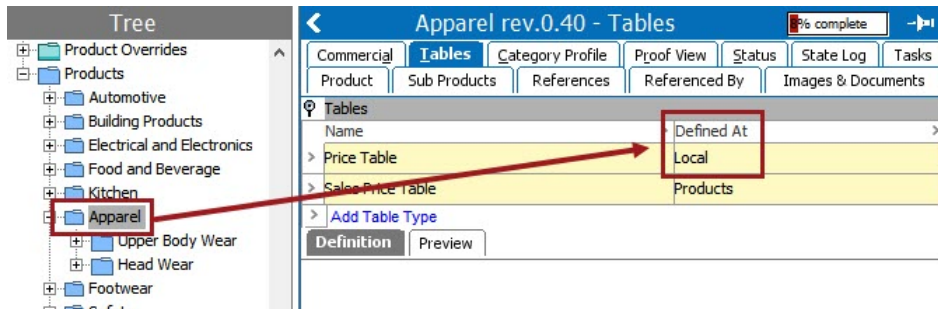 Tree
Product Overrides
Products
Automotive
Building Products
Electrical and Electronics
Food and Beverage
Kitchen
Apparel
Upper Body Wear
Head Wear
Footwear
Apparel rev.0.40 - Tables
8% complete
Commercial Tables Category Profile Proof View Status State Log Tasks
Product Sub Products References Referenced By Images & Documents
Tables
Name Defined At
Price Table Local
Sales Price Table Products
Add Table Type
Definition Preview